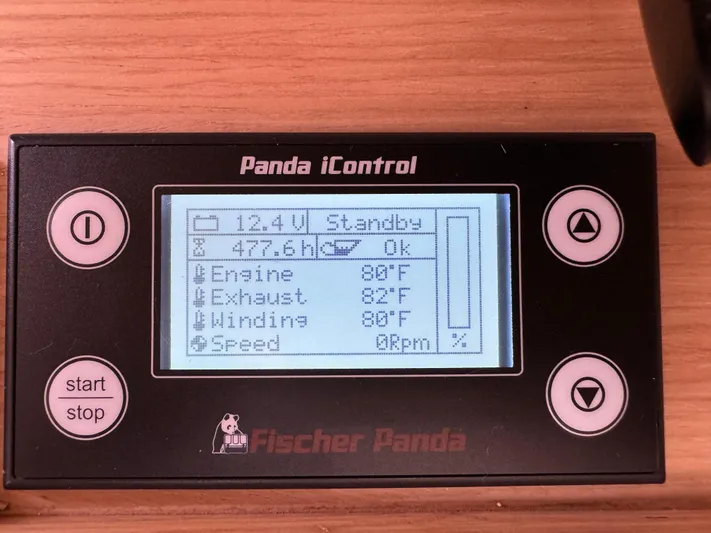 Panda iControl
12.4 V Standby
477.6 h Ok
Engine 80°F
Exhaust 82°F
Winding 80°F
Speed 0Rpm %
start
stop
Fischer Panda